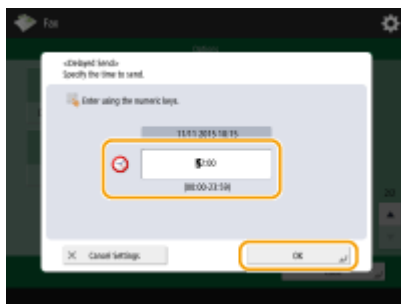 Fax
<Delayed Send>
Specify the time to send.
Enter using the numeric keys.
11/11 2015 18:15
:00
(00:00-23:59)
Cancel Settings
OK